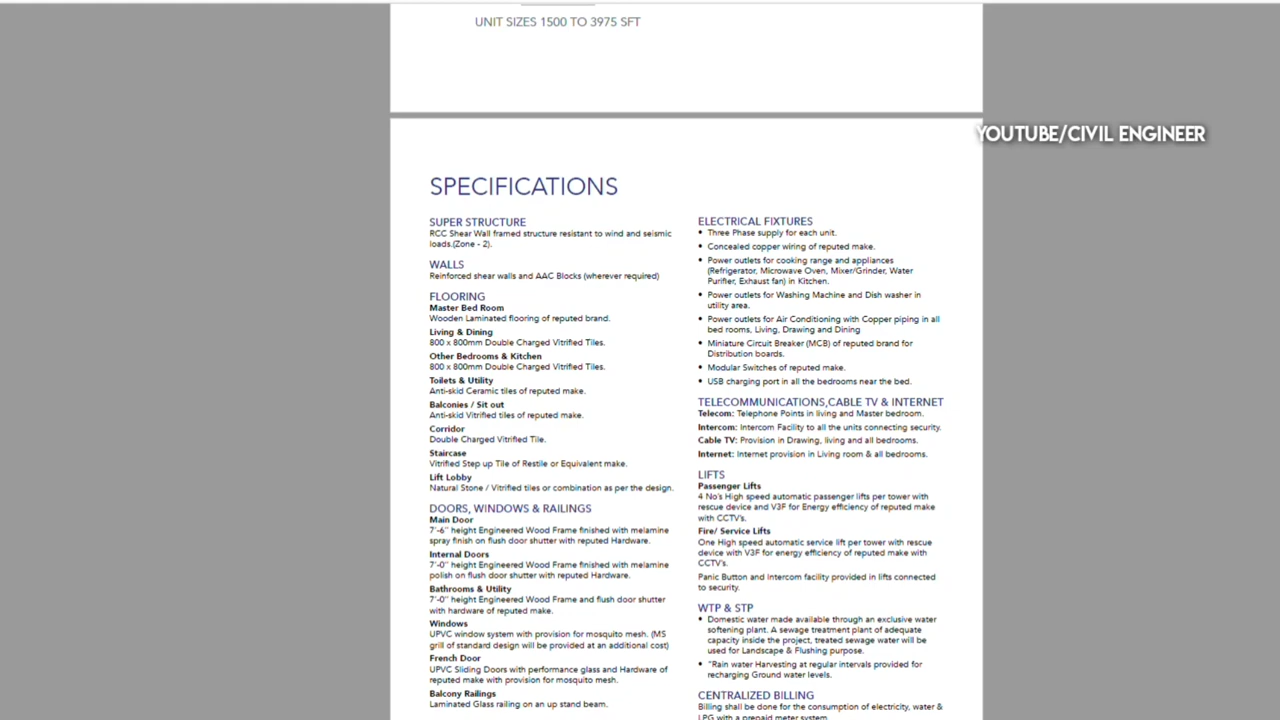 UNIT SIZES 1500 TO 3975 SFT
YOUTUBE/CIVIL ENGINEER
SPECIFICATIONS
SUPER STRUCTURE
RCC Shear Wall framed structure resistant to wind and seismic
loads.(Zone - 2).
WALLS
Reinforced shear walls and AAC Blocks (wherever required)
FLOORING
Master Bed Room
Wooden Laminated flooring of reputed brand.
Living & Dining
800 x 800mm Double Charged Vitrified Tiles.
Other Bedrooms & Kitchen
800 x 800mm Double Charged Vitrified Tiles.
Toilets & Utility
Anti-skid Ceramic tiles of reputed make.
Balconies / Sit out
Anti-skid Vitrified tiles of reputed make.
Corridor
Double Charged Vitrified Tile.
Staircase
Vitrified Step up Tile of Restile or Equivalent make.
Lift Lobby
Natural Stone / Vitrified tiles or combination as per the design.
DOORS, WINDOWS & RAILINGS
Main Door
7'-6" height Engineered Wood Frame finished with melamine
spray finish on flush door shutter with reputed Hardware.
Internal Doors
7'-0" height Engineered Wood Frame finished with melamine
polish on flush door shutter with reputed Hardware.
Bathrooms & Utility
7'-0" height Engineered Wood Frame and flush door shutter
with hardware of reputed make.
Windows
UPVC window system with provision for mosquito mesh. (MS
grill of standard design will be provided at an additional cost)
French Door
UPVC Sliding Doors with performance glass and Hardware of
reputed make with provision for mosquito mesh.
Balcony Railings
Laminated Glass railing on an up stand beam.
ELECTRICAL FIXTURES
• Three Phase supply for each unit.
• Concealed copper wiring of reputed make.
• Power outlets for cooking range and appliances
(Refrigerator, Microwave Oven, Mixer/Grinder, Water
Purifier, Exhaust fan) in Kitchen.
• Power outlets for Washing Machine and Dish washer in
utility area.
• Power outlets for Air Conditioning with Copper piping in all
bed rooms, Living, Drawing and Dining
• Miniature Circuit Breaker (MCB) of reputed brand for
Distribution boards.
• Modular Switches of reputed make.
• USB charging port in all the bedrooms near the bed.
TELECOMMUNICATIONS,CABLE TV & INTERNET
Telecom: Telephone Points in living and Master bedroom.
Intercom: Intercom Facility to all the units connecting security.
Cable TV: Provision in Drawing, living and all bedrooms.
Internet: Internet provision in Living room & all bedrooms.
LIFTS
Passenger Lifts
4 No's High speed automatic passenger lifts per tower with
rescue device and V3F for Energy efficiency of reputed make
with CCTV's.
Fire/ Service Lifts
One High speed automatic service lift per tower with rescue
device with V3F for energy efficiency of reputed make with
CCTV's.
Panic Button and Intercom facility provided in lifts connected
to security.
WTP & STP
• Domestic water made available through an exclusive water
softening plant. A sewage treatment plant of adequate
capacity inside the project, treated sewage water will be
used for Landscape & Flushing purpose.
• "Rain water Harvesting at regular intervals provided for
recharging Ground water levels.
CENTRALIZED BILLING
Billing shall be done for the consumption of electricity, water &
LPG with a prepaid meter system